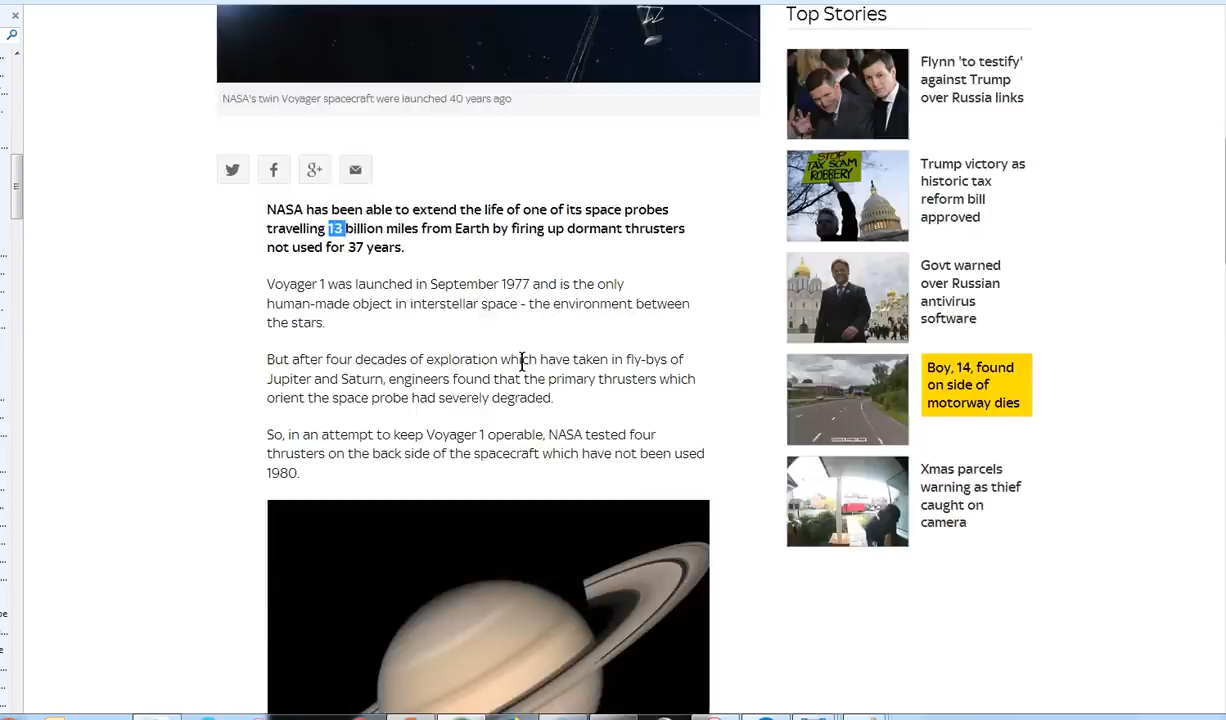 Top Stories
NASA's twin Voyager spacecraft were launched 40 years ago
NASA has been able to extend the life of one of its space probes
travelling 13 billion miles from Earth by firing up dormant thrusters
not used for 37 years.
Voyager 1 was launched in September 1977 and is the only
human-made object in interstellar space - the environment between
the stars.
But after four decades of exploration which have taken in fly-bys of
Jupiter and Saturn, engineers found that the primary thrusters which
orient the space probe had severely degraded.
So, in an attempt to keep Voyager 1 operable, NASA tested four
thrusters on the back side of the spacecraft which have not been used
1980.
Flynn 'to testify'
against Trump
over Russia links
STOP
TAX SCAM
ROBBERY
Trump victory as
historic tax
reform bill
approved
Govt warned
over Russian
antivirus
software
Boy, 14, found
on side of
motorway dies
Xmas parcels
warning as thief
caught on
camera